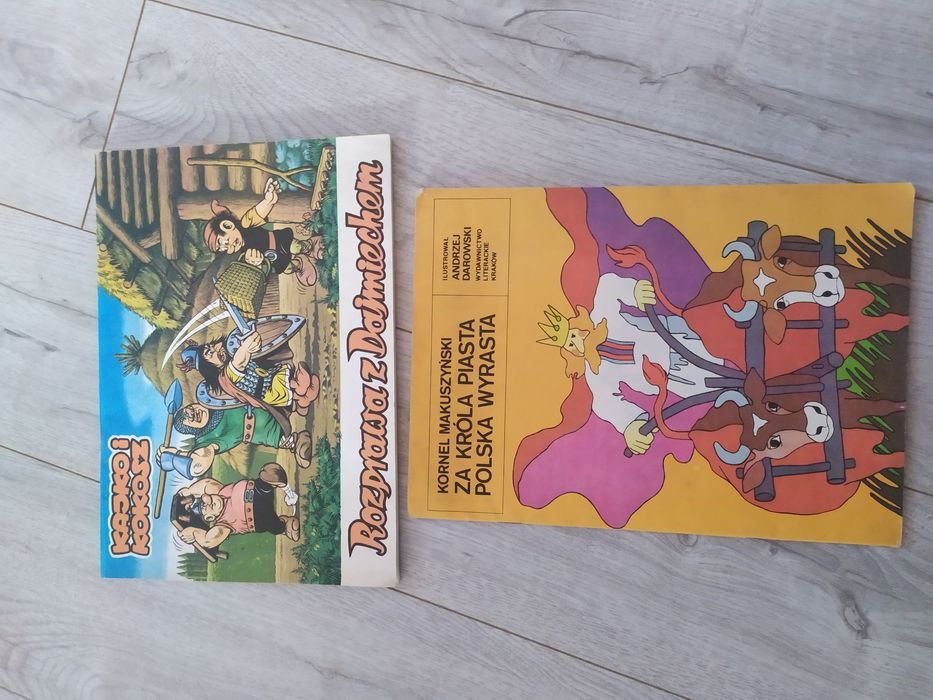 KAJKO I
KOKOSZ
Rozprawa z Dajmiechem
KORNEL MAKUSZYŃSKI
ZA KRÓLA PIASTA
POLSKA WYRASTA
ILUSTROWAŁ
ANDRZEJ
DAROWSKI
WYDAWNICTWO
LITERACKIE
KRAKÓW